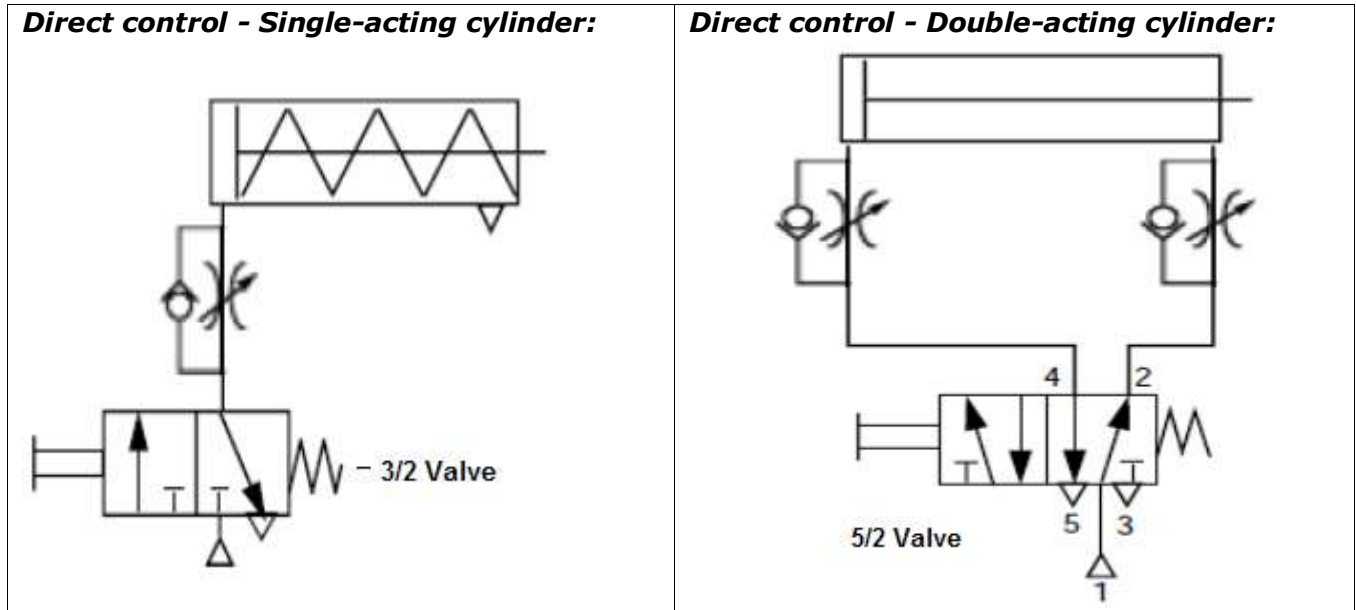 Direct control - Single-acting cylinder:
– 3/2 Valve
Direct control - Double-acting cylinder:
4 2
5 3
5/2 Valve
1